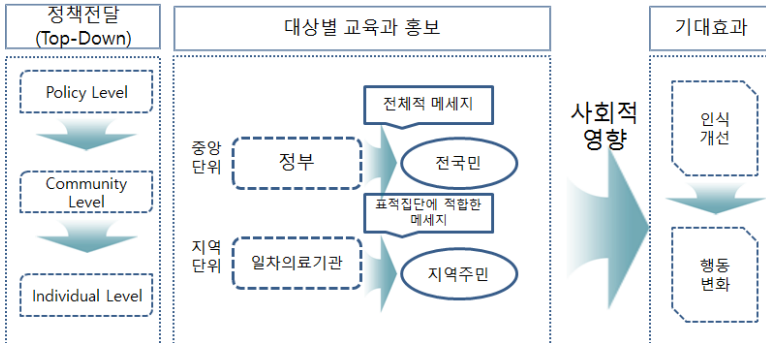 정책전달
(Top-Down)
Policy Level
Community
Level
Individual Level
대상별 교육과 홍보
전체적 메세지
중앙
단위
정부
전국민
표적집단에 적합한
메세지
지역
단위
일차의료기관
지역주민
사회적
영향
기대효과
인식
개선
행동
변화